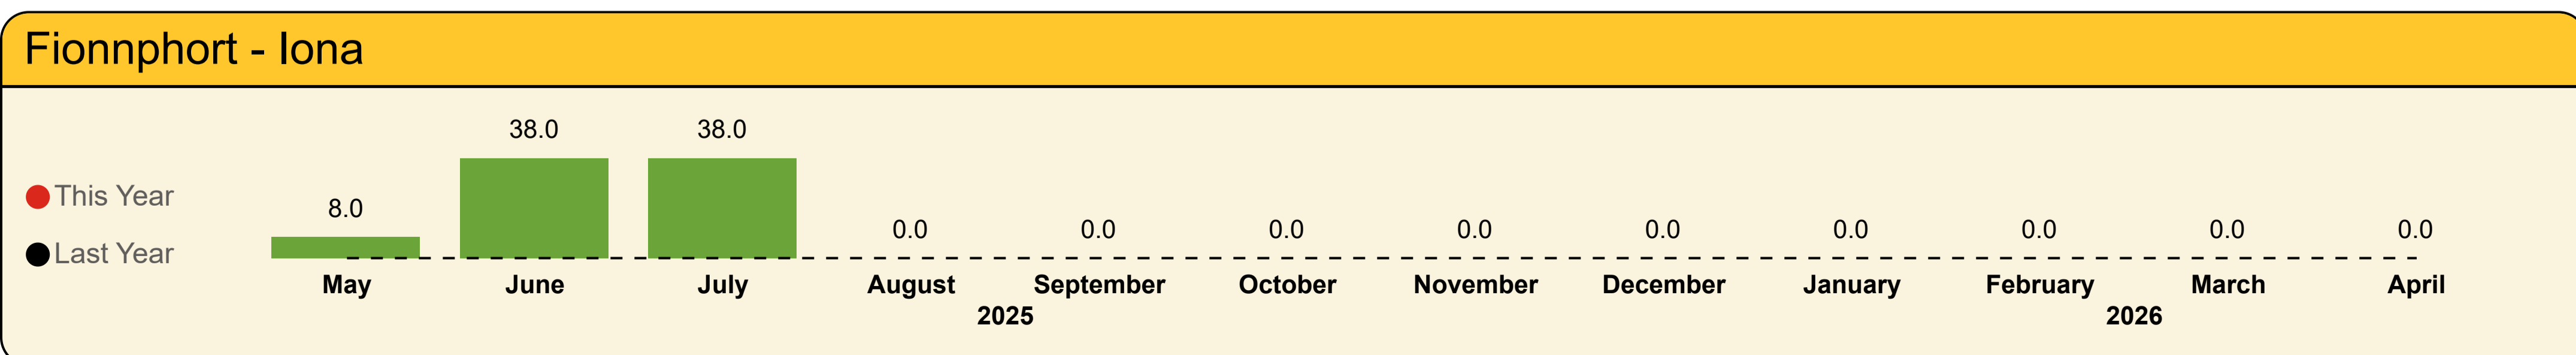 Fionnphort - Iona
38.0 38.0
This Year
8.0
0.0 0.0 0.0 0.0 0.0 0.0 0.0 0.0 0.0
Last Year
May June July August September October November December January February March April
2025 2026